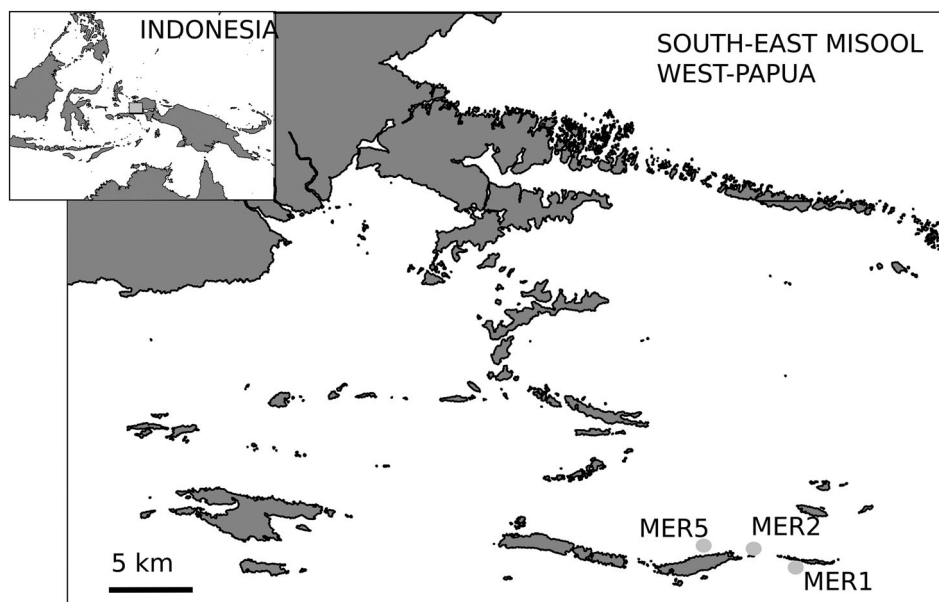 INDONESIA
SOUTH-EAST MISOOL
WEST-PAPUA
MER5
MER2
MER1
5 km